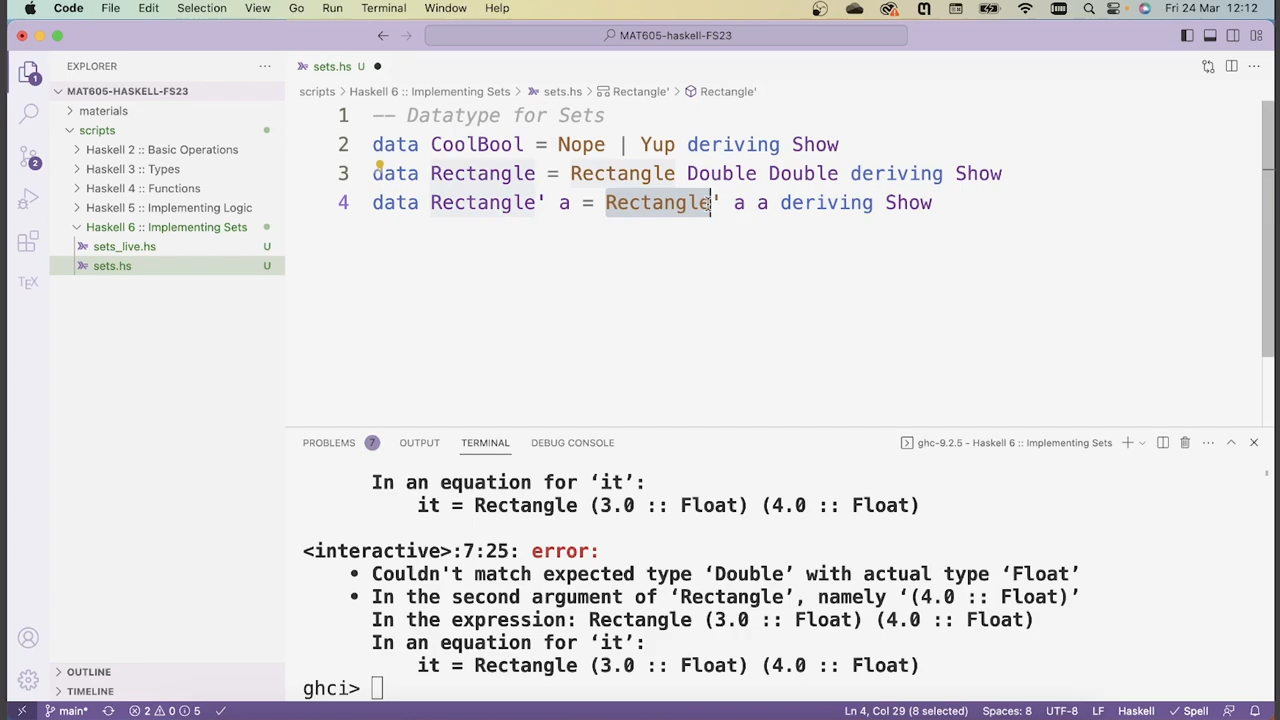 Code File Edit Selection View Go Run Terminal Window Help Fri 24 Mar 12:12
MAT605-haskell-FS23
EXPLORER
sets.hs U
scripts > Haskell 6 :: Implementing Sets > sets.hs > Rectangle' > Rectangle'
MAT605-HASKELL-FS23
materials
scripts
Haskell 2 :: Basic Operations
Haskell 3 :: Types
Haskell 4 :: Functions
Haskell 5 :: Implementing Logic
Haskell 6 :: Implementing Sets
sets_live.hs U
sets.hs U
OUTLINE
TIMELINE
1
2
1 -- Datatype for Sets
2 data CoolBool = Nope | Yup deriving Show
3 data Rectangle = Rectangle Double Double deriving Show
4 data Rectangle' a = Rectangle' a a deriving Show
PROBLEMS 7 OUTPUT TERMINAL DEBUG CONSOLE ghc-9.2.5 - Haskell 6 :: Implementing Sets
In an equation for ‘it’:
it = Rectangle (3.0 :: Float) (4.0 :: Float)
<interactive>:7:25: error:
• Couldn't match expected type ‘Double’ with actual type ‘Float’
• In the second argument of ‘Rectangle’, namely ‘(4.0 :: Float)’
In the expression: Rectangle (3.0 :: Float) (4.0 :: Float)
In an equation for ‘it’:
it = Rectangle (3.0 :: Float) (4.0 :: Float)
ghci>
TEX
main* 2 0 5 Ln 4, Col 29 (8 selected) Spaces: 8 UTF-8 LF Haskell Spell